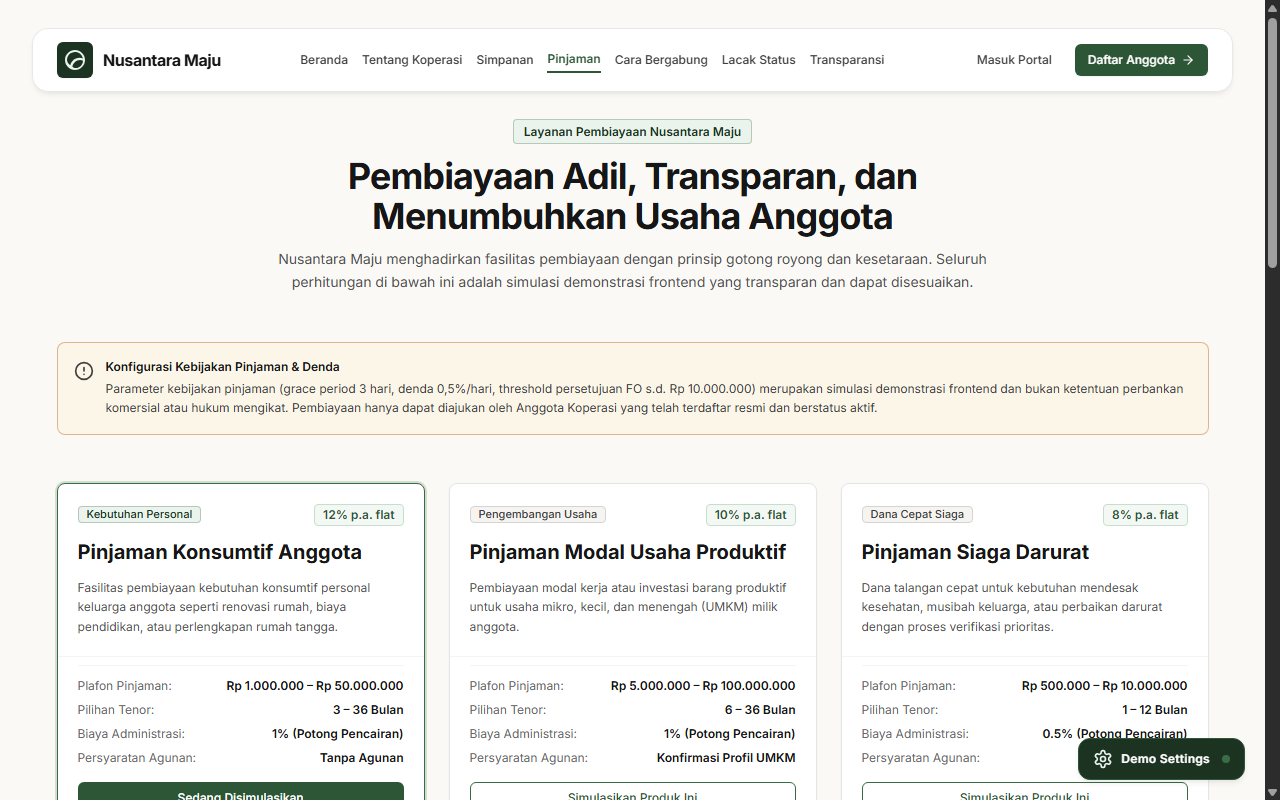 Nusantara Maju
Beranda
Tentang Koperasi
Simpanan
Pinjaman
Cara Bergabung
Lacak Status
Transparansi
Masuk Portal
Daftar Anggota
Layanan Pembiayaan Nusantara Maju
Pembiayaan Adil, Transparan, dan
Menumbuhkan Usaha Anggota
Nusantara Maju menghadirkan fasilitas pembiayaan dengan prinsip gotong royong dan kesetaraan. Seluruh
perhitungan di bawah ini adalah simulasi demonstrasi frontend yang transparan dan dapat disesuaikan.
Konfigurasi Kebijakan Pinjaman & Denda
Parameter kebijakan pinjaman (grace period 3 hari, denda 0,5%/hari, threshold persetujuan FO s.d. Rp 10.000.000) merupakan simulasi demonstrasi frontend dan bukan ketentuan perbankan
komersial atau hukum mengikat. Pembiayaan hanya dapat diajukan oleh Anggota Koperasi yang telah terdaftar resmi dan berstatus aktif.
Kebutuhan Personal
12% p.a. flat
Pinjaman Konsumtif Anggota
Fasilitas pembiayaan kebutuhan konsumtif personal
keluarga anggota seperti renovasi rumah, biaya
pendidikan, atau perlengkapan rumah tangga.
Plafon Pinjaman: Rp 1.000.000 – Rp 50.000.000
Pilihan Tenor: 3 – 36 Bulan
Biaya Administrasi: 1% (Potong Pencairan)
Persyaratan Agunan: Tanpa Agunan
Sedang Disimulasikan
Pengembangan Usaha
10% p.a. flat
Pinjaman Modal Usaha Produktif
Pembiayaan modal kerja atau investasi barang produktif
untuk usaha mikro, kecil, dan menengah (UMKM) milik
anggota.
Plafon Pinjaman: Rp 5.000.000 – Rp 100.000.000
Pilihan Tenor: 6 – 36 Bulan
Biaya Administrasi: 1% (Potong Pencairan)
Persyaratan Agunan: Konfirmasi Profil UMKM
Simulasikan Produk Ini
Dana Cepat Siaga
8% p.a. flat
Pinjaman Siaga Darurat
Dana talangan cepat untuk kebutuhan mendesak
kesehatan, musibah keluarga, atau perbaikan darurat
dengan proses verifikasi prioritas.
Plafon Pinjaman: Rp 500.000 – Rp 10.000.000
Pilihan Tenor: 1 – 12 Bulan
Biaya Administrasi: 0.5% (Potong Pencairan)
Persyaratan Agunan:
Simulasikan Produk Ini
Demo Settings